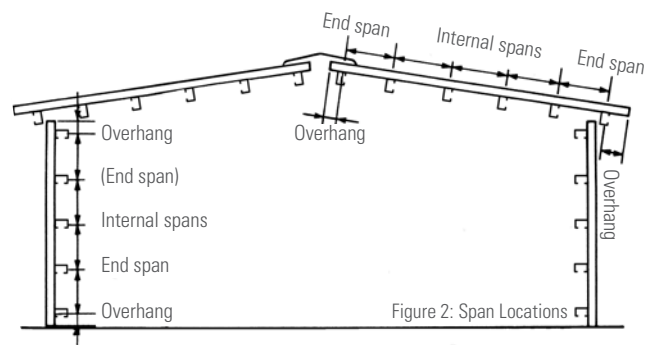 End span
Internal spans
End span
Overhang
Overhang
Overhang
(End span)
Internal spans
End span
Overhang
Figure 2: Span Locations